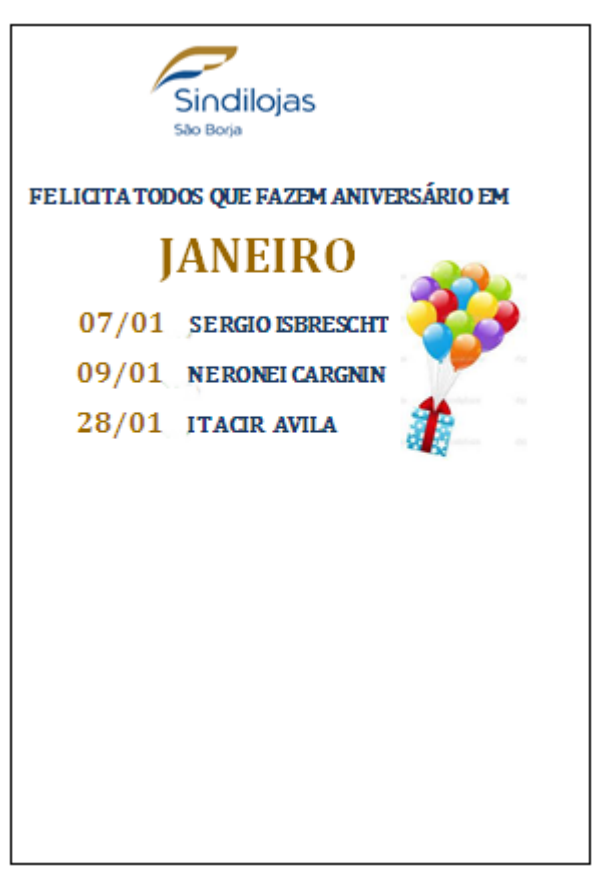 Sindilojas
São Borja
FELICITA TODOS QUE FAZEM ANIVERSÁRIO EM
JANEIRO
07/01 SERGIO ISBRESCHT
09/01 NERONEI CARGNIN
28/01 ITACIR AVILA